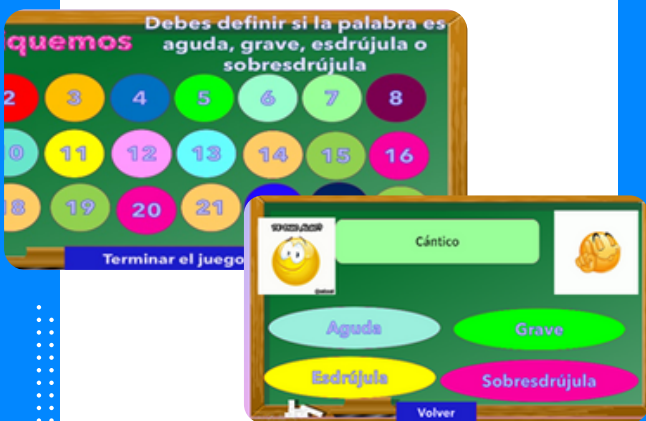 Debes definir si la palabra es
quemos aguda, grave, esdrújula o
sobresdrújula
2 3 4 5 6 7 8
0 11 12 13 14 15 16
18 19 20 21
Terminar el juego
Cántico
Aguda Grave
Esdrújula Sobresdrújula
Volver